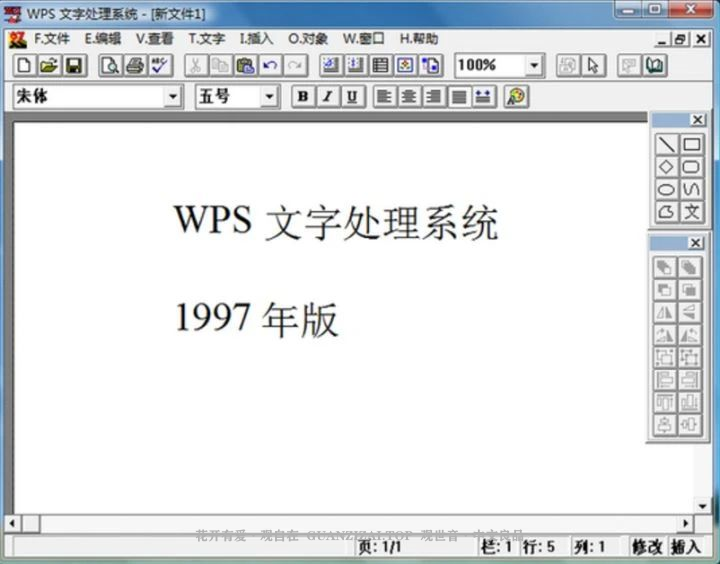 WPS 文字处理系统 - [新文件1]
F.文件 E.编辑 V.查看 T.文字 I.插入 O.对象 W.窗口 H.帮助
ABC 100%
宋体 五号 B I U
文
WPS 文字处理系统
1997 年版
花开有爱 观自在 GUANZIZAI.TOP 观世音
页: 1/1 栏: 1 行: 5 列: 1 修改 插入